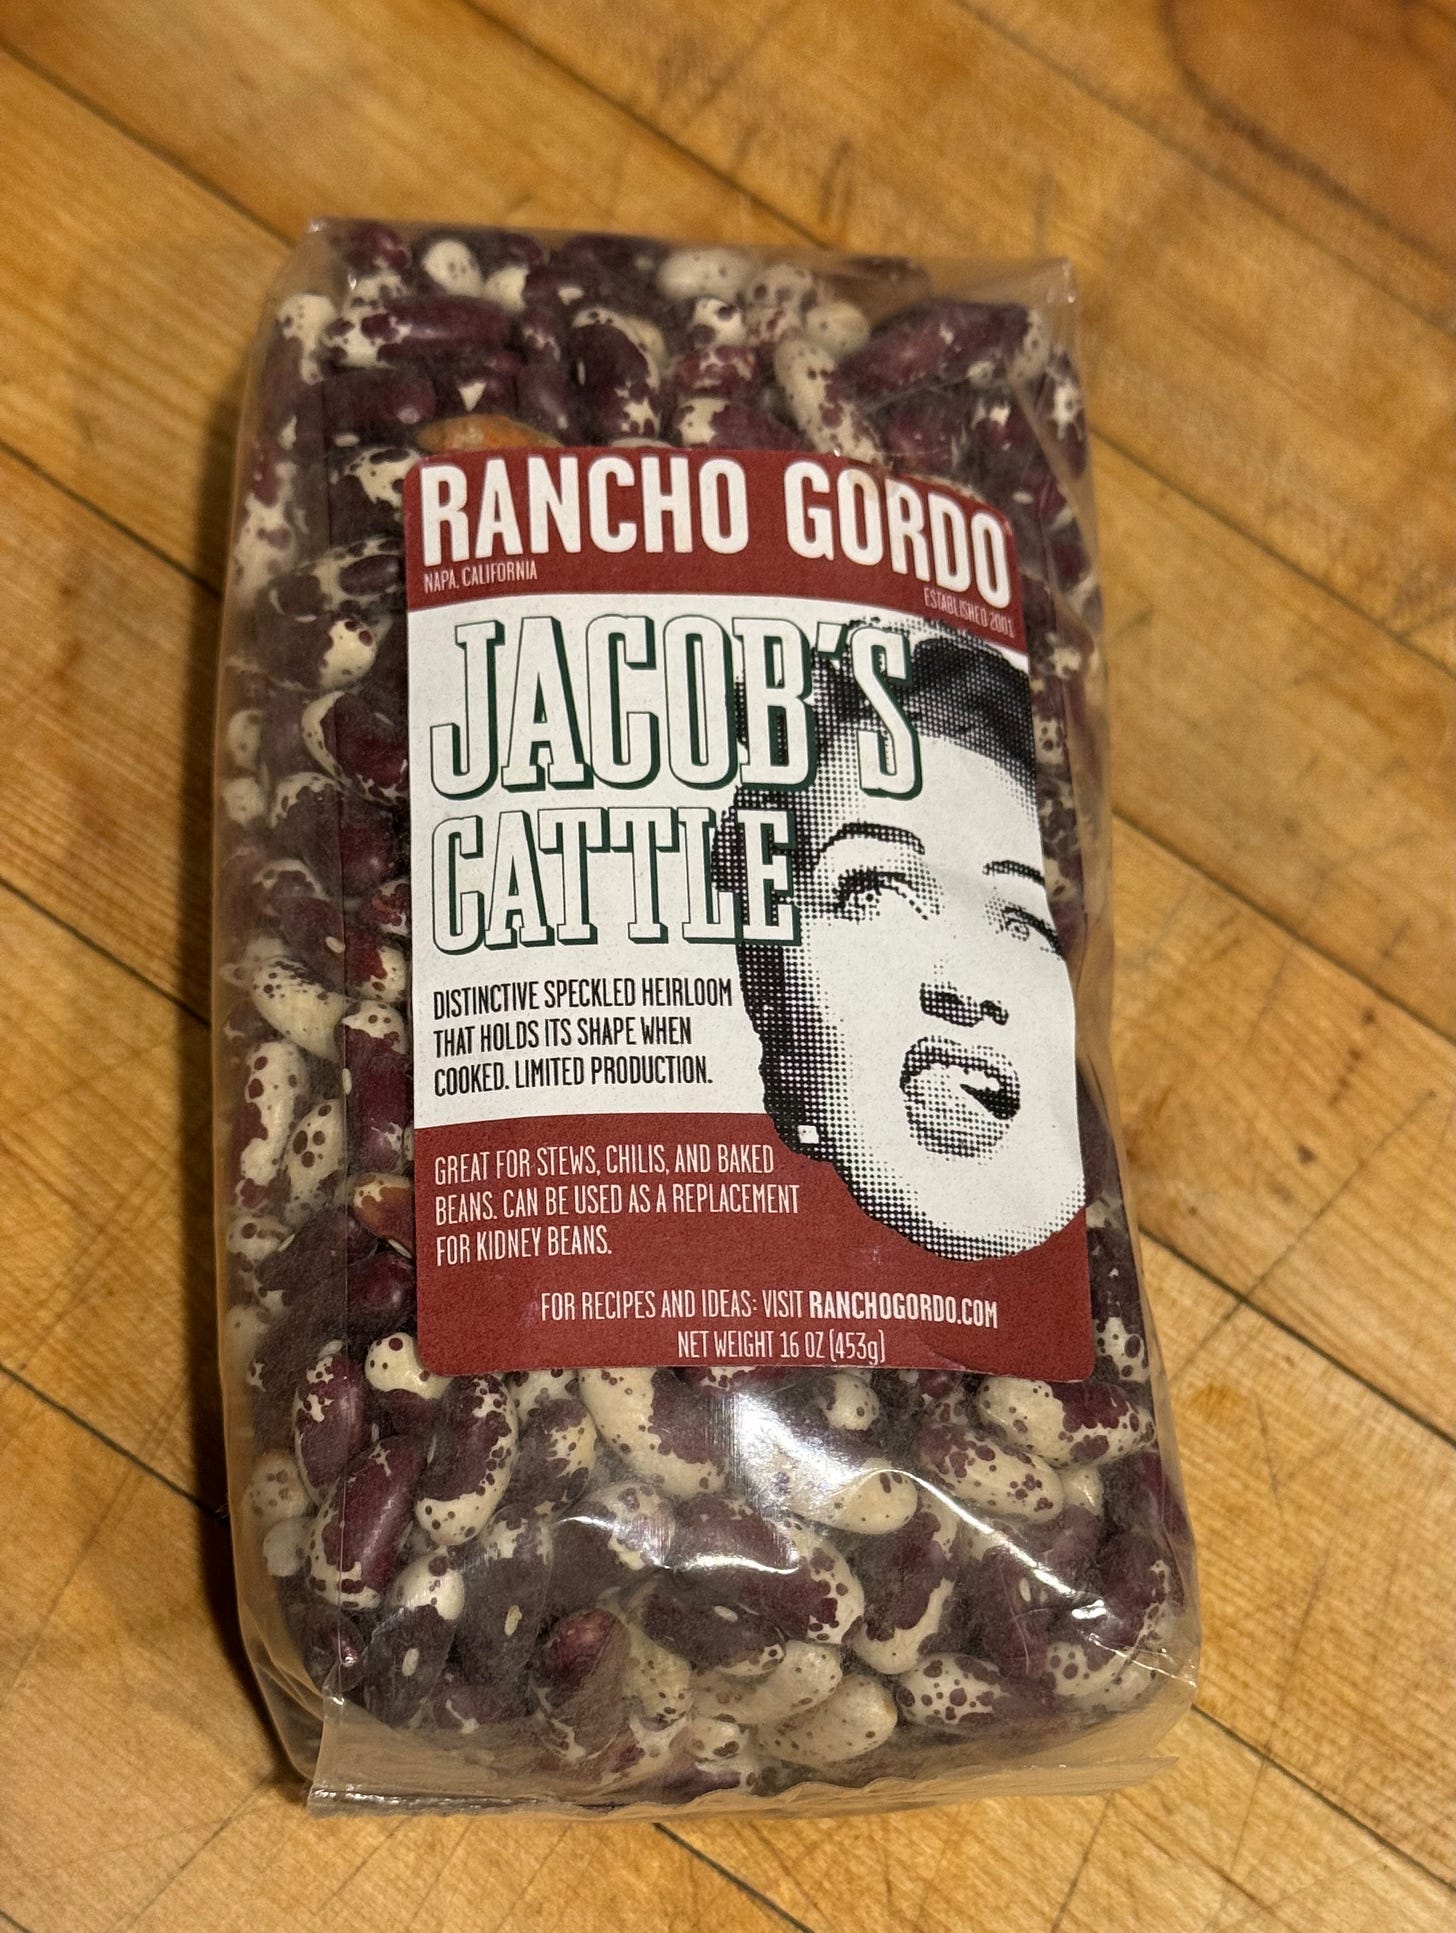 RANCHO GORDO
NAPA, CALIFORNIA
ESTABLISHED 2001
JACOB'S
CATTLE
DISTINCTIVE SPECKLED HEIRLOOM
THAT HOLDS ITS SHAPE WHEN
COOKED. LIMITED PRODUCTION.
GREAT FOR STEWS, CHILIS, AND BAKED
BEANS. CAN BE USED AS A REPLACEMENT
FOR KIDNEY BEANS.
FOR RECIPES AND IDEAS: VISIT RANCHOGORDO.COM
NET WEIGHT 16 OZ (453g)